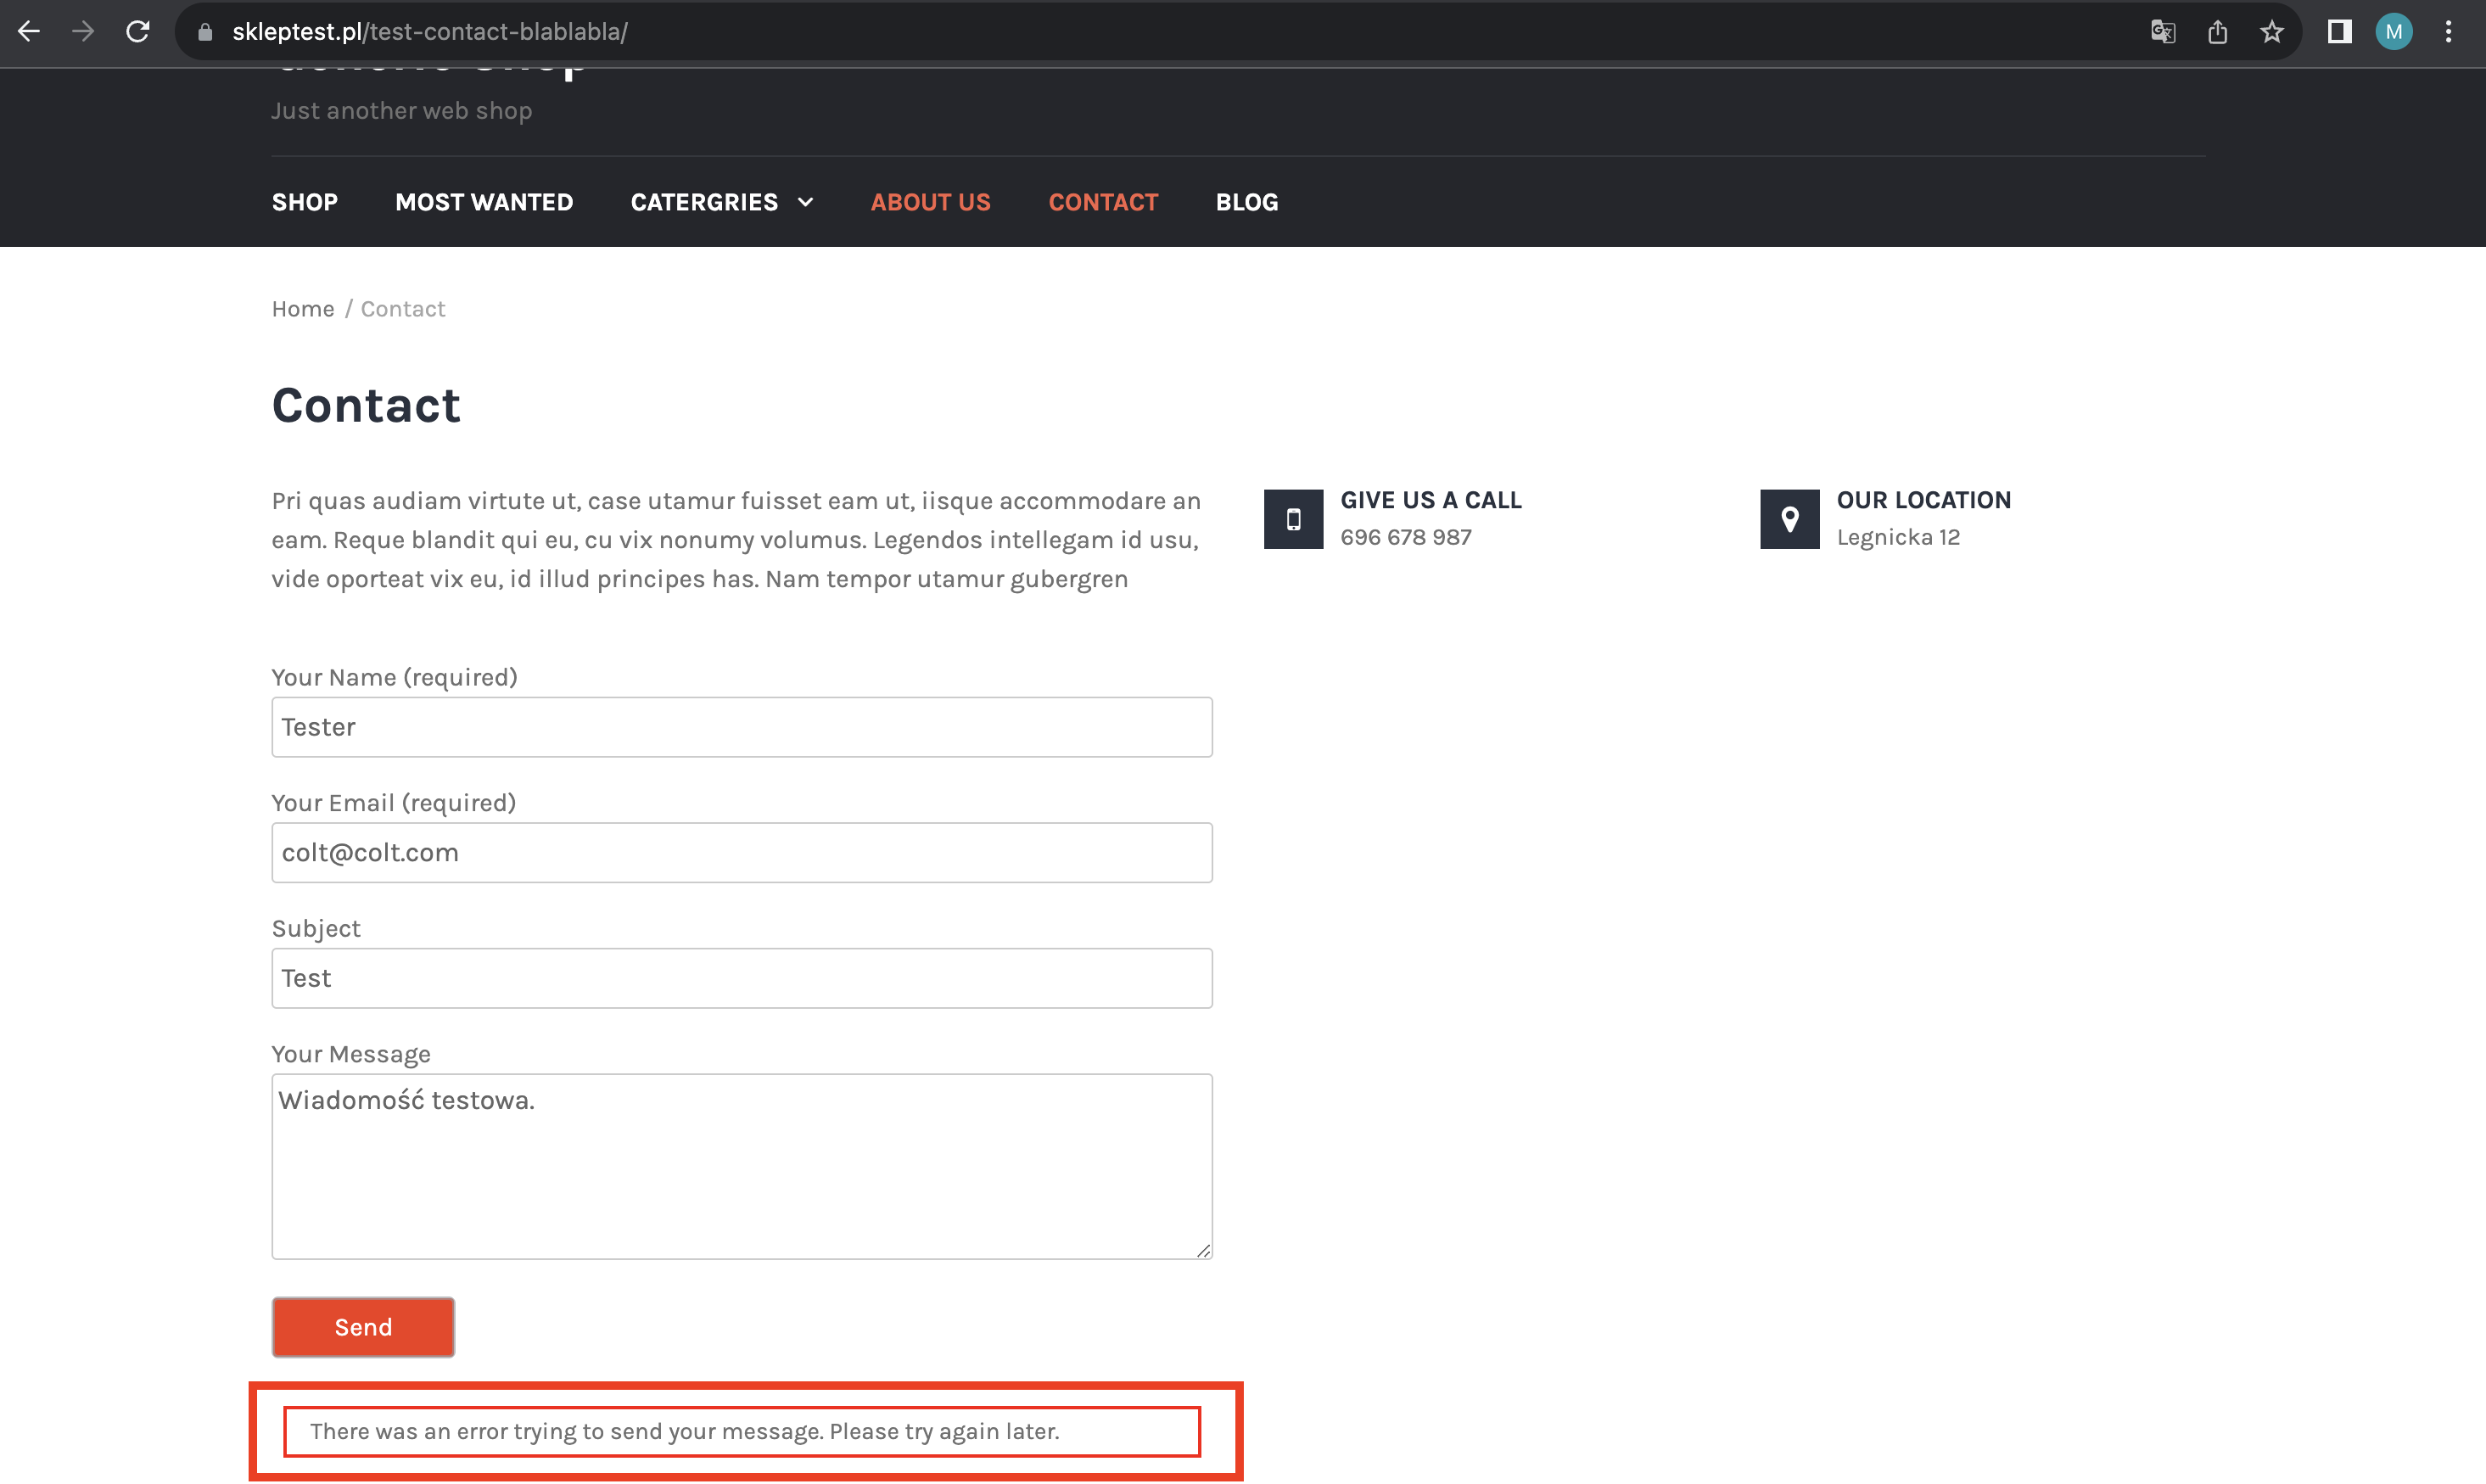 skleptest.pl/test-contact-blablabla/
M
Just another web shop
SHOP MOST WANTED CATERGRIES ABOUT US CONTACT BLOG
Home / Contact
Contact
Pri quas audiam virtute ut, case utamur fuisset eam ut, iisque accommodare an
eam. Reque blandit qui eu, cu vix nonumy volumus. Legendos intellegam id usu,
vide oporteat vix eu, id illud principes has. Nam tempor utamur gubergren
GIVE US A CALL
696 678 987
OUR LOCATION
Legnicka 12
Your Name (required)
Tester
Your Email (required)
colt@colt.com
Subject
Test
Your Message
Wiadomość testowa.
Send
There was an error trying to send your message. Please try again later.